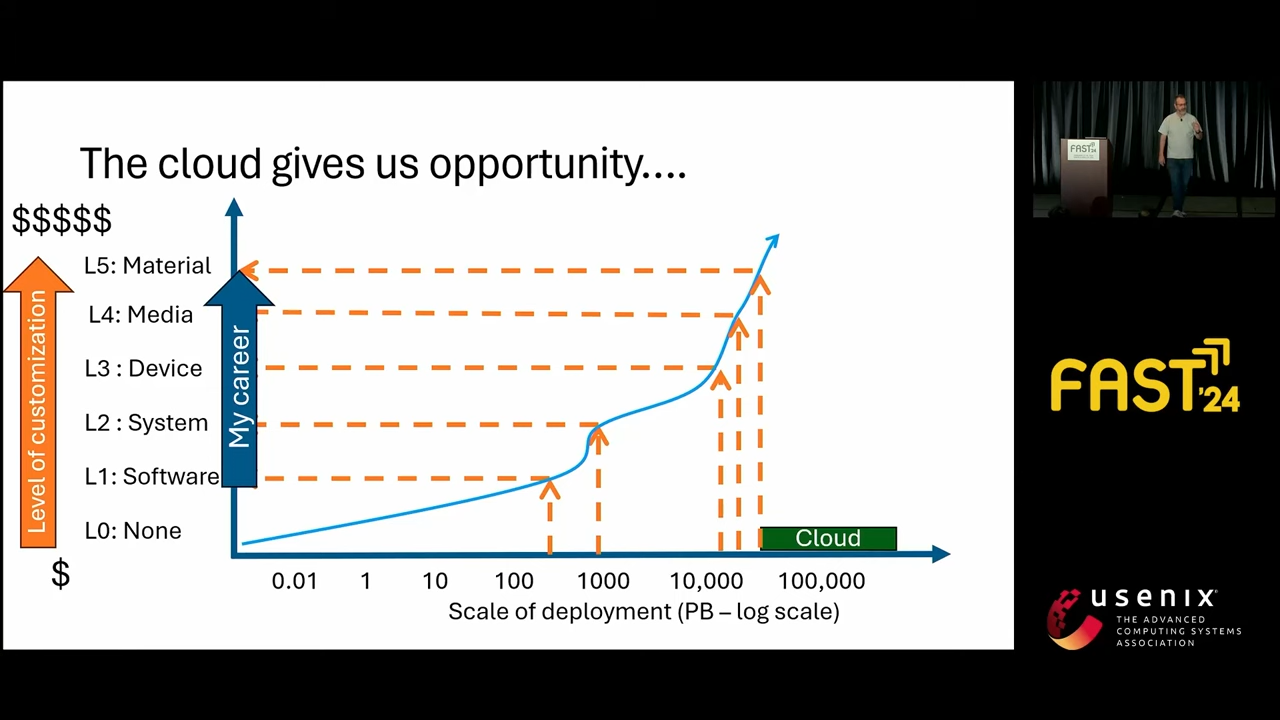 The cloud gives us opportunity....
$$$$$
Level of customization
$
L5: Material
L4: Media
L3 : Device
L2 : System
L1: Software
L0: None
My career
Cloud
0.01 1 10 100 1000 10,000 100,000
Scale of deployment (PB – log scale)
FAST '24
FAST '24
usenix
THE ADVANCED
COMPUTING SYSTEMS
ASSOCIATION